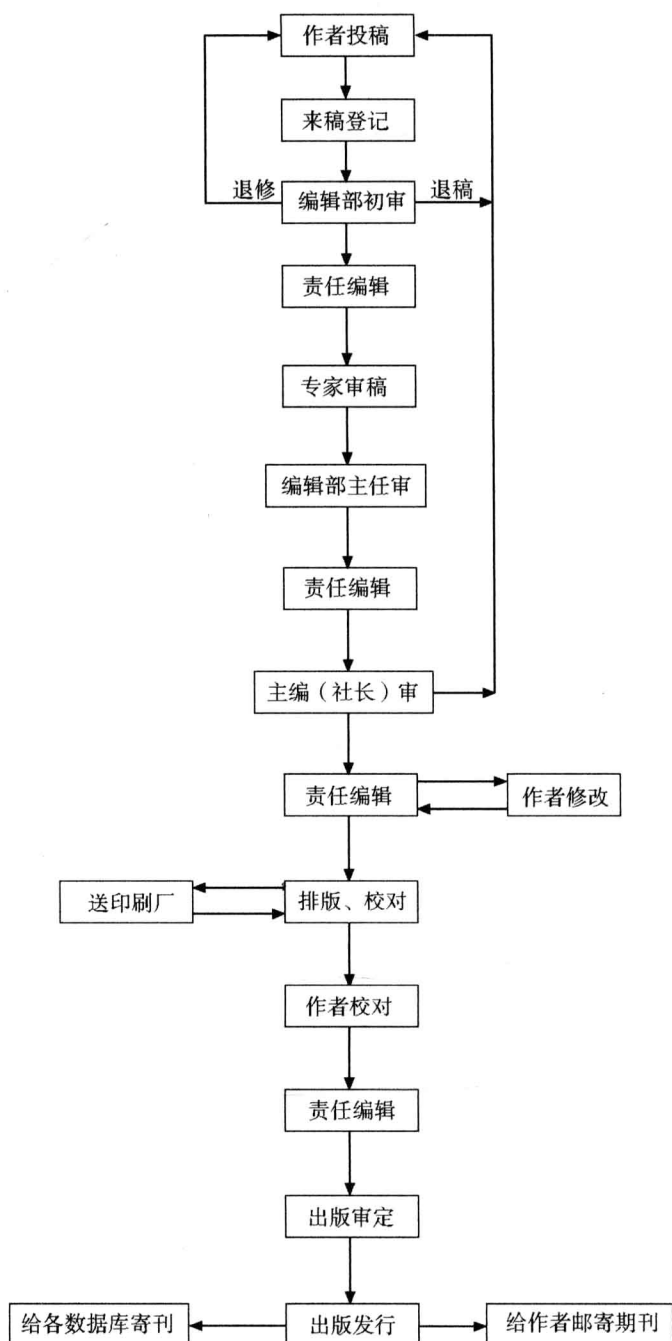 作者投稿
来稿登记
退修
编辑部初审
退稿
责任编辑
专家审稿
编辑部主任审
责任编辑
主编（社长）审
责任编辑
作者修改
送印刷厂
排版、校对
作者校对
责任编辑
出版审定
给各数据库寄刊
出版发行
给作者邮寄期刊